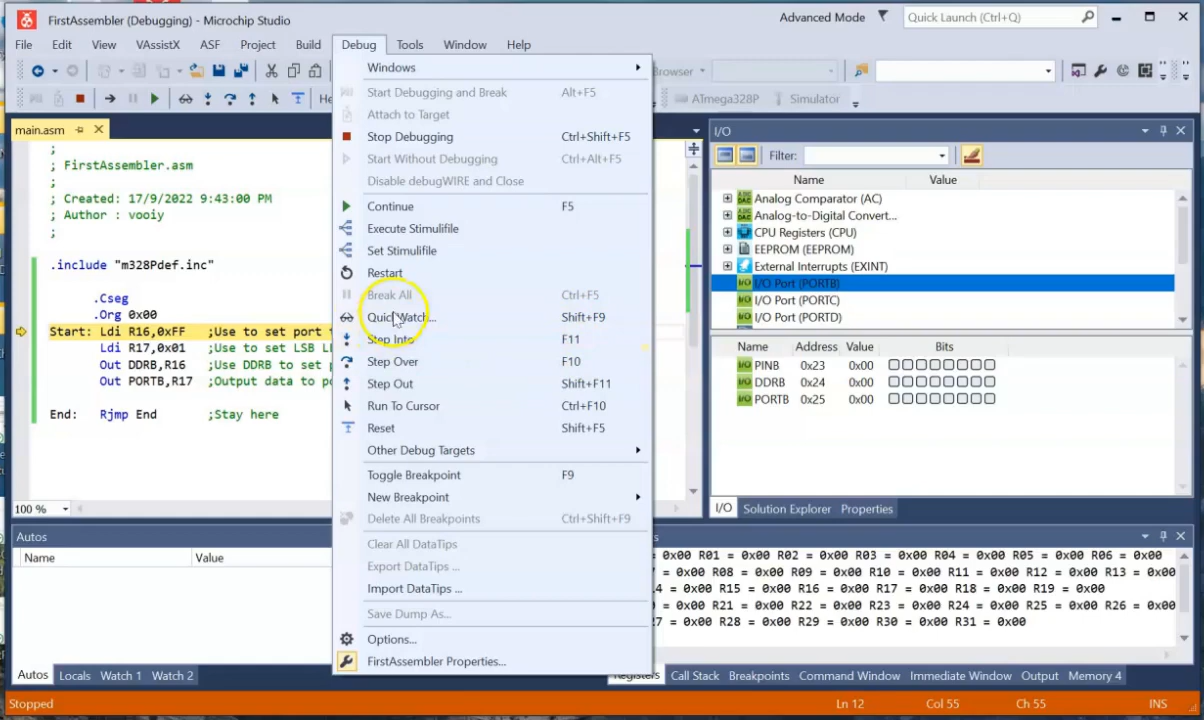 FirstAssembler (Debugging) - Microchip Studio
Advanced Mode
Quick Launch (Ctrl+Q)
File Edit View VAssistX ASF Project Build Debug Tools Window Help
Browser
ATmega328P Simulator
main.asm
;
; FirstAssembler.asm
;
; Created: 17/9/2022 9:43:00 PM
; Author : vooiy
;
.include "m328Pdef.inc"
.Cseg
.Org 0x00
Start: Ldi R16,0xFF ;Use to set port
Ldi R17,0x01 ;Use to set LSB
Out DDRB,R16 ;Use DDRB to set
Out PORTB,R17 ;Output data to
End: Rjmp End ;Stay here
100 %
Windows
Start Debugging and Break Alt+F5
Attach to Target
Stop Debugging Ctrl+Shift+F5
Start Without Debugging Ctrl+Alt+F5
Disable debugWIRE and Close
Continue F5
Execute Stimulifile
Set Stimulifile
Restart
Break All Ctrl+F5
QuickWatch... Shift+F9
Step Into F11
Step Over F10
Step Out Shift+F11
Run To Cursor Ctrl+F10
Reset Shift+F5
Other Debug Targets
Toggle Breakpoint F9
New Breakpoint
Delete All Breakpoints Ctrl+Shift+F9
Clear All DataTips
Export DataTips ...
Import DataTips ...
Save Dump As...
Options...
FirstAssembler Properties...
I/O
Filter:
Name Value
Analog Comparator (AC)
Analog-to-Digital Convert...
CPU Registers (CPU)
EEPROM (EEPROM)
External Interrupts (EXINT)
I/O Port (PORTB)
I/O Port (PORTC)
I/O Port (PORTD)
Name Address Value Bits
I/O PINB 0x23 0x00
I/O DDRB 0x24 0x00
I/O PORTB 0x25 0x00
I/O Solution Explorer Properties
Autos
Name Value
Autos Locals Watch 1 Watch 2
= 0x00 R01 = 0x00 R02 = 0x00 R03 = 0x00 R04 = 0x00 R05 = 0x00 R06 = 0x00
= 0x00 R08 = 0x00 R09 = 0x00 R10 = 0x00 R11 = 0x00 R12 = 0x00 R13 = 0x00
4 = 0x00 R15 = 0x00 R16 = 0x00 R17 = 0x00 R18 = 0x00 R19 = 0x00
0 = 0x00 R21 = 0x00 R22 = 0x00 R23 = 0x00 R24 = 0x00 R25 = 0x00 R26 = 0x00
7 = 0x00 R28 = 0x00 R29 = 0x00 R30 = 0x00 R31 = 0x00
Registers Call Stack Breakpoints Command Window Immediate Window Output Memory 4
Stopped Ln 12 Col 55 Ch 55 INS